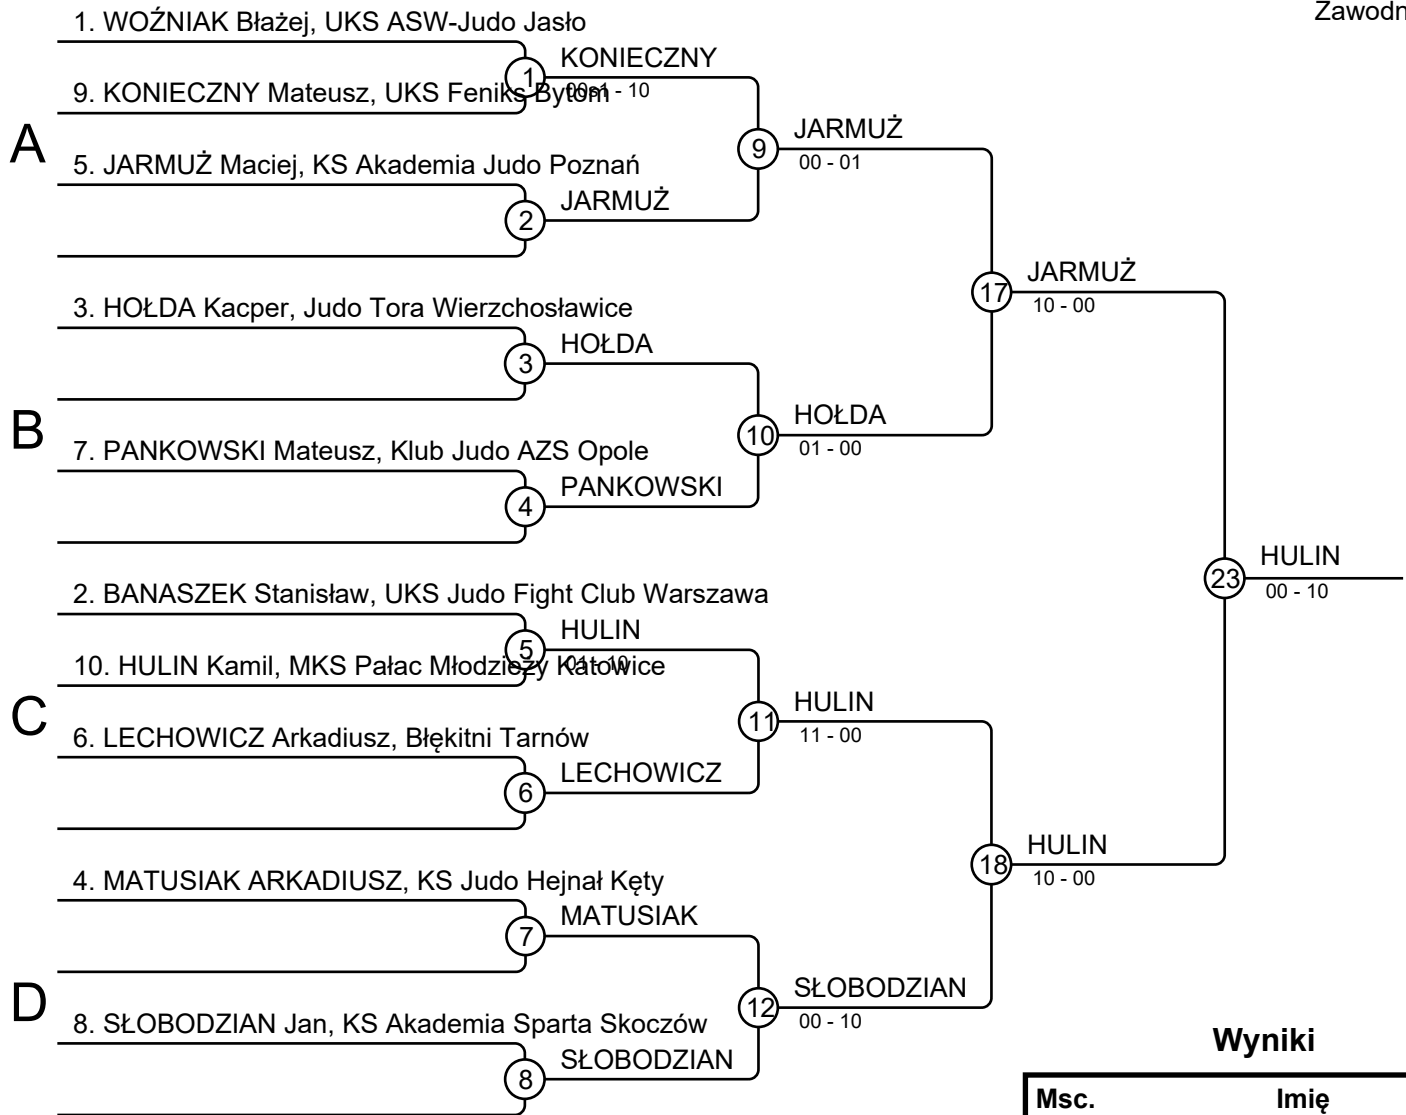 Zawodn
1. WOŹNIAK Błażej, UKS ASW-Judo Jasło
1
KONIECZNY
00s1 - 10
9. KONIECZNY Mateusz, UKS Feniks Bytom
A
9
JARMUŻ
00 - 01
5. JARMUŻ Maciej, KS Akademia Judo Poznań
2
JARMUŻ
17
JARMUŻ
10 - 00
3. HOŁDA Kacper, Judo Tora Wierzchosławice
3
HOŁDA
B
10
HOŁDA
01 - 00
7. PANKOWSKI Mateusz, Klub Judo AZS Opole
4
PANKOWSKI
23
HULIN
00 - 10
2. BANASZEK Stanisław, UKS Judo Fight Club Warszawa
5
HULIN
01 - 10
10. HULIN Kamil, MKS Pałac Młodzieży Katowice
C
11
HULIN
11 - 00
6. LECHOWICZ Arkadiusz, Błękitni Tarnów
6
LECHOWICZ
18
HULIN
10 - 00
4. MATUSIAK ARKADIUSZ, KS Judo Hejnał Kęty
7
MATUSIAK
D
12
SŁOBODZIAN
00 - 10
8. SŁOBODZIAN Jan, KS Akademia Sparta Skoczów
8
SŁOBODZIAN
Wyniki
Msc. Imię